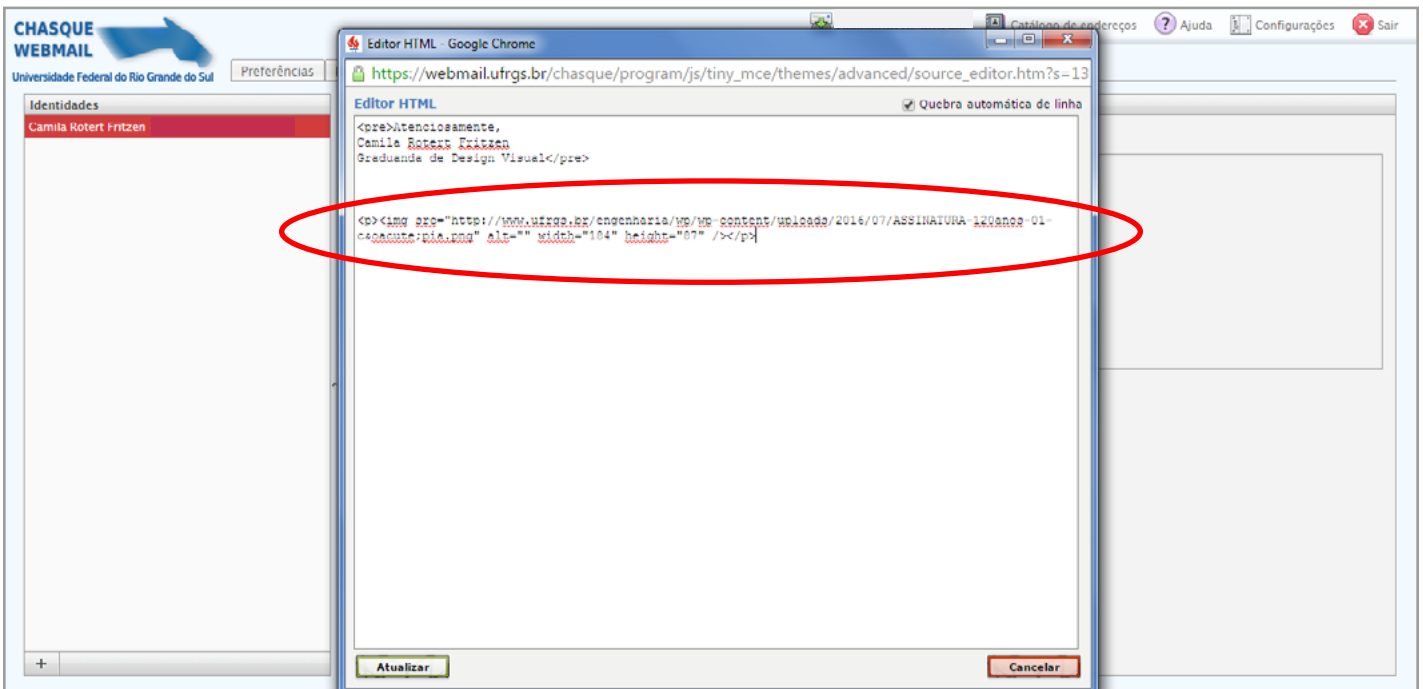 CHASQUE
WEBMAIL
Universidade Federal do Rio Grande do Sul
Preferências
Catálogo de endereços
Ajuda
Configurações
Sair
Identidades
Camila Rotert Fritzen
Editor HTML - Google Chrome
https://webmail.ufrgs.br/chasque/program/js/tiny_mce/themes/advanced/source_editor.htm?s=13
Editor HTML
Quebra automática de linha
<pre>Atenciosamente,
Camila Rotert Fritzen
Graduanda de Design Visual</pre>
<p><img src="http://www.ufrgs.br/engenharia/wp/wp-content/uploads/2016/07/ASSINATURA-120anos-01-
c&oacute;pia.png" alt="" width="184" height="87" /></p>
+
Atualizar
Cancelar